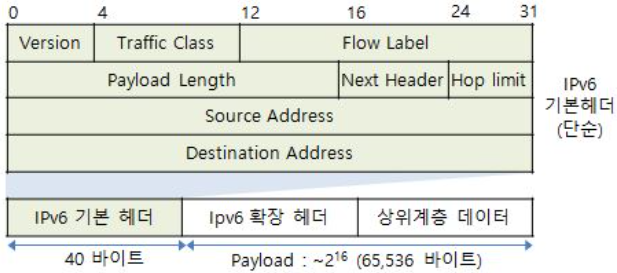 0 4 12 16 24 31
Version Traffic Class Flow Label
Payload Length Next Header Hop limit
Source Address
Destination Address
IPv6
기본헤더
(단순)
IPv6 기본 헤더 Ipv6 확장 헤더 상위계층 데이터
40 바이트 Payload : ~2¹⁶ (65,536 바이트)